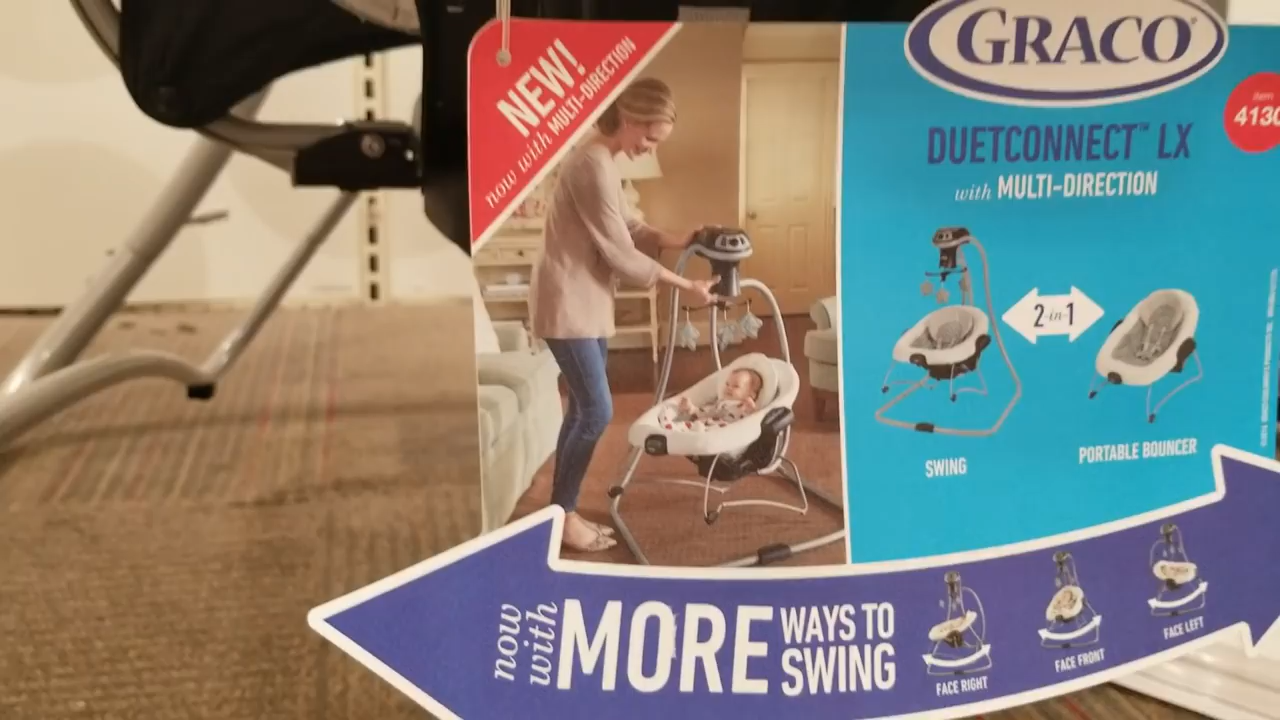 NEW!
now with MULTI-DIRECTION
GRACO
item
4130
DUETCONNECT™ LX
with MULTI-DIRECTION
2-in-1
SWING
PORTABLE BOUNCER
now
with
MORE
WAYS TO
SWING
FACE RIGHT
FACE FRONT
FACE LEFT